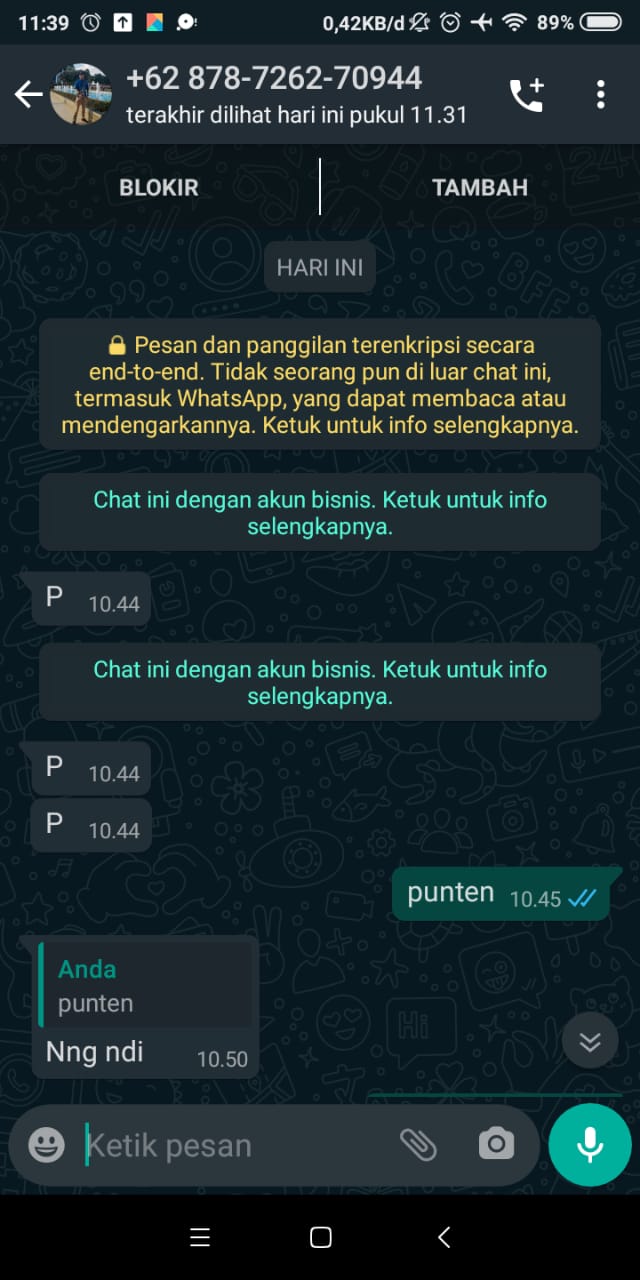 11:39
0,42KB/d
89%
+62 878-7262-70944
terakhir dilihat hari ini pukul 11.31
BLOKIR
TAMBAH
HARI INI
Pesan dan panggilan terenkripsi secara
end-to-end. Tidak seorang pun di luar chat ini,
termasuk WhatsApp, yang dapat membaca atau
mendengarkannya. Ketuk untuk info selengkapnya.
Chat ini dengan akun bisnis. Ketuk untuk info
selengkapnya.
P 10.44
Chat ini dengan akun bisnis. Ketuk untuk info
selengkapnya.
P 10.44
P 10.44
punten 10.45
Anda
punten
Nng ndi 10.50
Ketik pesan